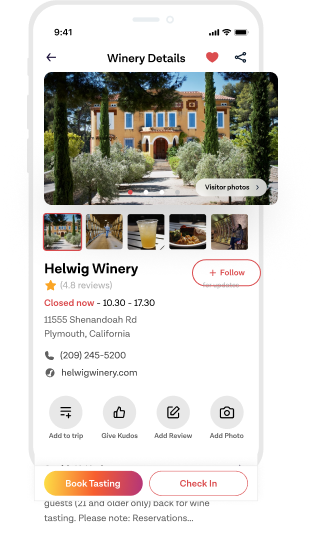 9:41
Winery Details
Visitor photos
Helwig Winery
+ Follow
(4.8 reviews)
for updates
Closed now - 10.30 - 17.30
11555 Shenandoah Rd
Plymouth, California
(209) 245-5200
helwigwinery.com
Add to trip
Give Kudos
Add Review
Add Photo
Book Tasting
Check In
guests (21 and older only) back for wine
tasting. Please note: Reservations...